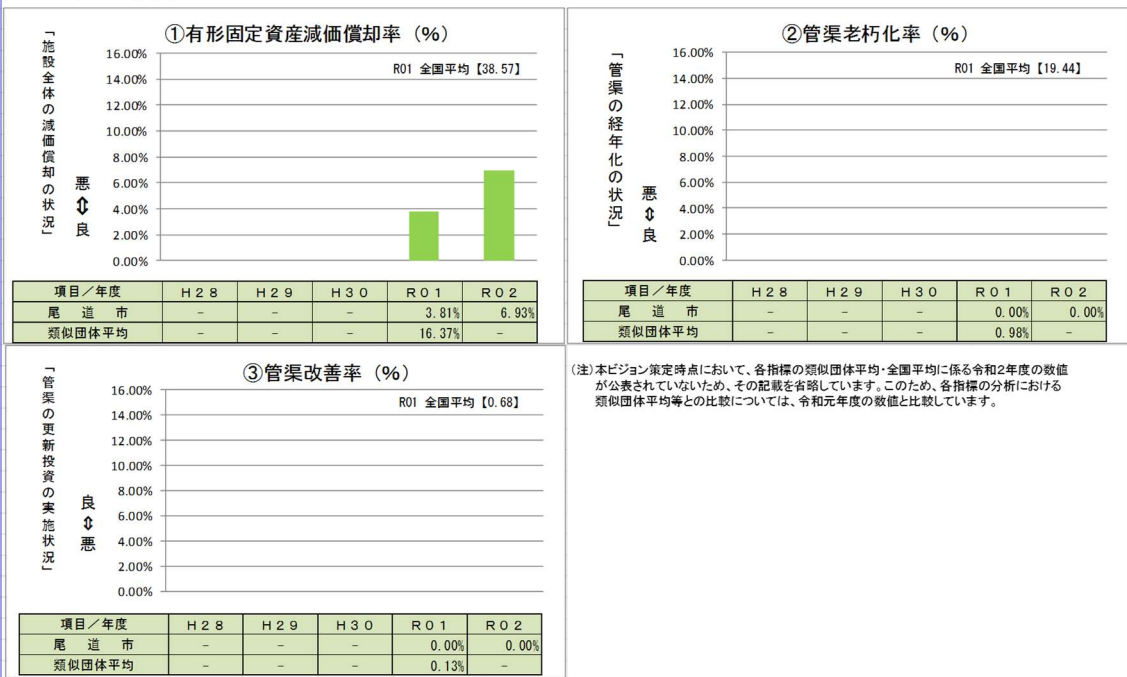 ①有形固定資産減価償却率（%）
「施設全体の減価償却の状況」
悪⇔良
R01 全国平均【38.57】
16.00%
14.00%
12.00%
10.00%
8.00%
6.00%
4.00%
2.00%
0.00%
項目／年度 H28 H29 H30 R01 R02
尾道市 － － － 3.81% 6.93%
類似団体平均 － － － 16.37% －
②管渠老朽化率（%）
「管渠の経年化の状況」
悪⇔良
R01 全国平均【19.44】
16.00%
14.00%
12.00%
10.00%
8.00%
6.00%
4.00%
2.00%
0.00%
項目／年度 H28 H29 H30 R01 R02
尾道市 － － － 0.00% 0.00%
類似団体平均 － － － 0.98% －
③管渠改善率（%）
「管渠の更新投資の実施状況」
良⇔悪
R01 全国平均【0.68】
16.00%
14.00%
12.00%
10.00%
8.00%
6.00%
4.00%
2.00%
0.00%
項目／年度 H28 H29 H30 R01 R02
尾道市 － － － 0.00% 0.00%
類似団体平均 － － － 0.13% －
（注）本ビジョン策定時点において、各指標の類似団体平均・全国平均に係る令和2年度の数値
が公表されていないため、その記載を省略しています。このため、各指標の分析における
類似団体平均等との比較については、令和元年度の数値と比較しています。